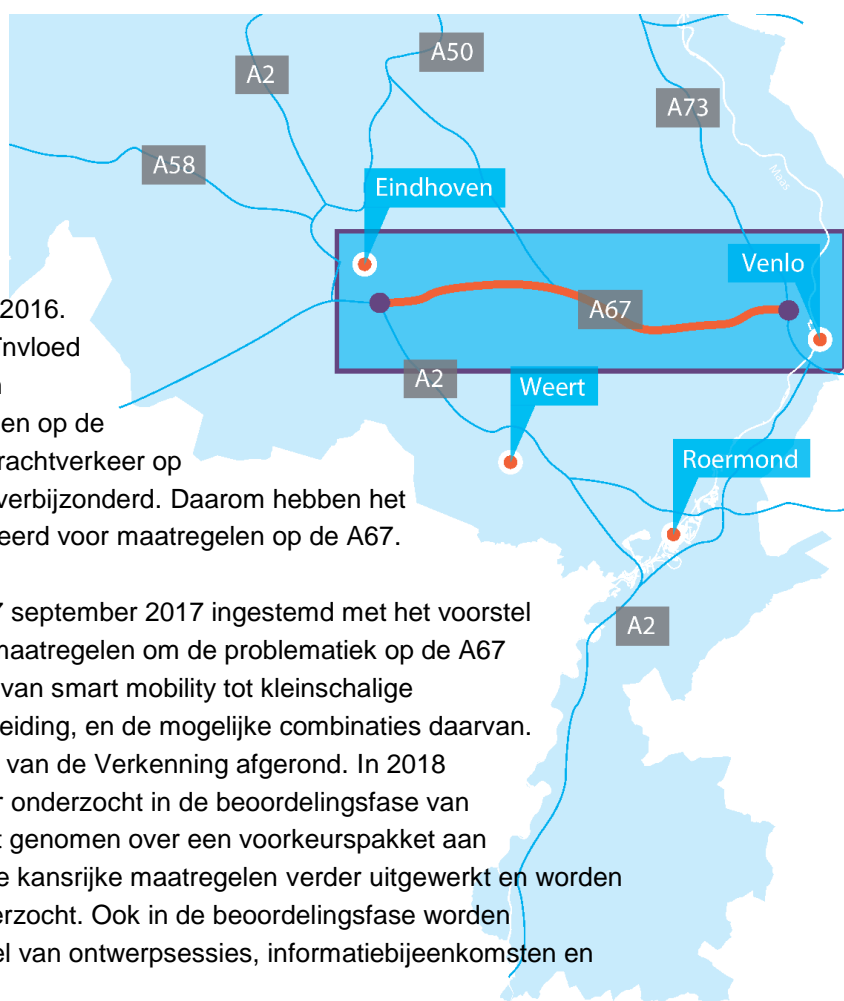 A50
A2
A73
A58
Maas
Eindhoven
Venlo
A67
A2
Weert
Roermond
A2
2016.
ïnvloed
en op de
rachtverkeer op
verbijzonderd. Daarom hebben het
eerd voor maatregelen op de A67.
7 september 2017 ingestemd met het voorstel
maatregelen om de problematiek op de A67
van smart mobility tot kleinschalige
eiding, en de mogelijke combinaties daarvan.
van de Verkenning afgerond. In 2018
r onderzocht in de beoordelingsfase van
t genomen over een voorkeurspakket aan
e kansrijke maatregelen verder uitgewerkt en worden
erzocht. Ook in de beoordelingsfase worden
el van ontwerpsessies, informatiebijeenkomsten en